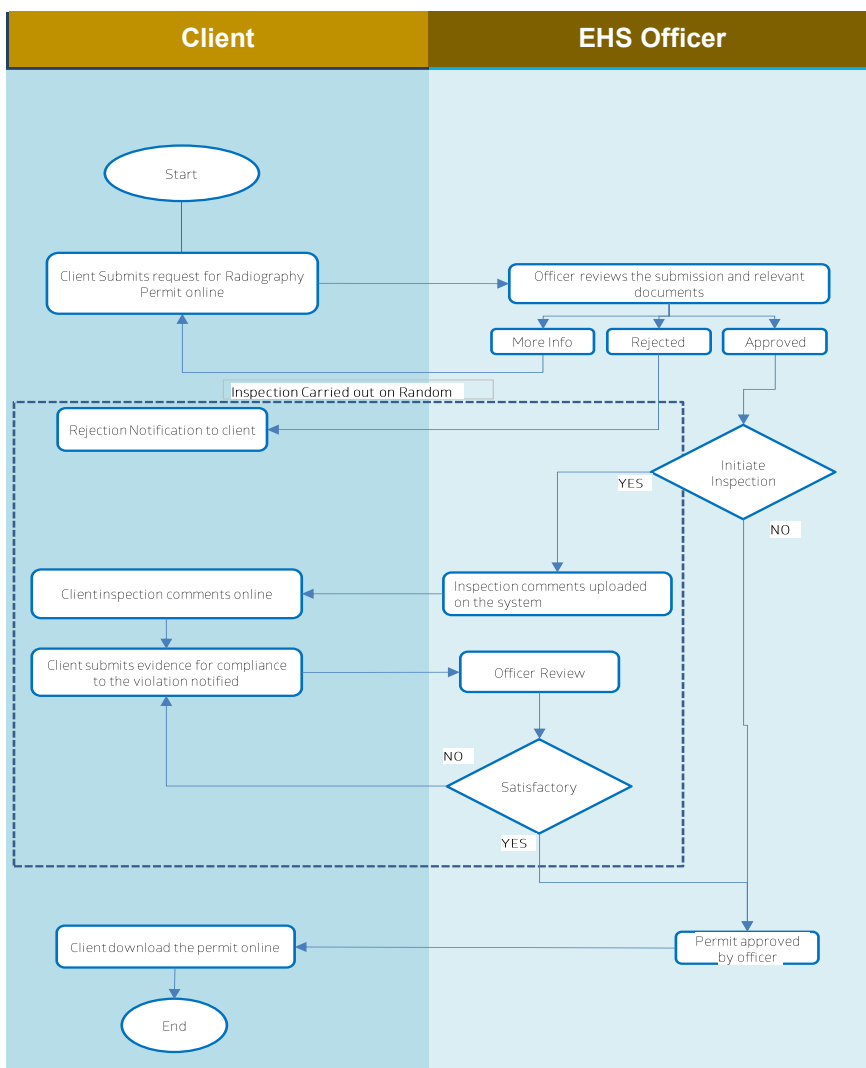 Client
EHS Officer
Start
Client Submits request for Radiography
Permit online
Officer reviews the submission and relevant
documents
More Info
Rejected
Approved
Inspection Carried out on Random
Rejection Notification to client
Initiate
Inspection
YES
NO
Client inspection comments online
Inspection comments uploaded
on the system
Client submits evidence for compliance
to the violation notified
Officer Review
NO
Satisfactory
YES
Client download the permit online
Permit approved
by officer
End